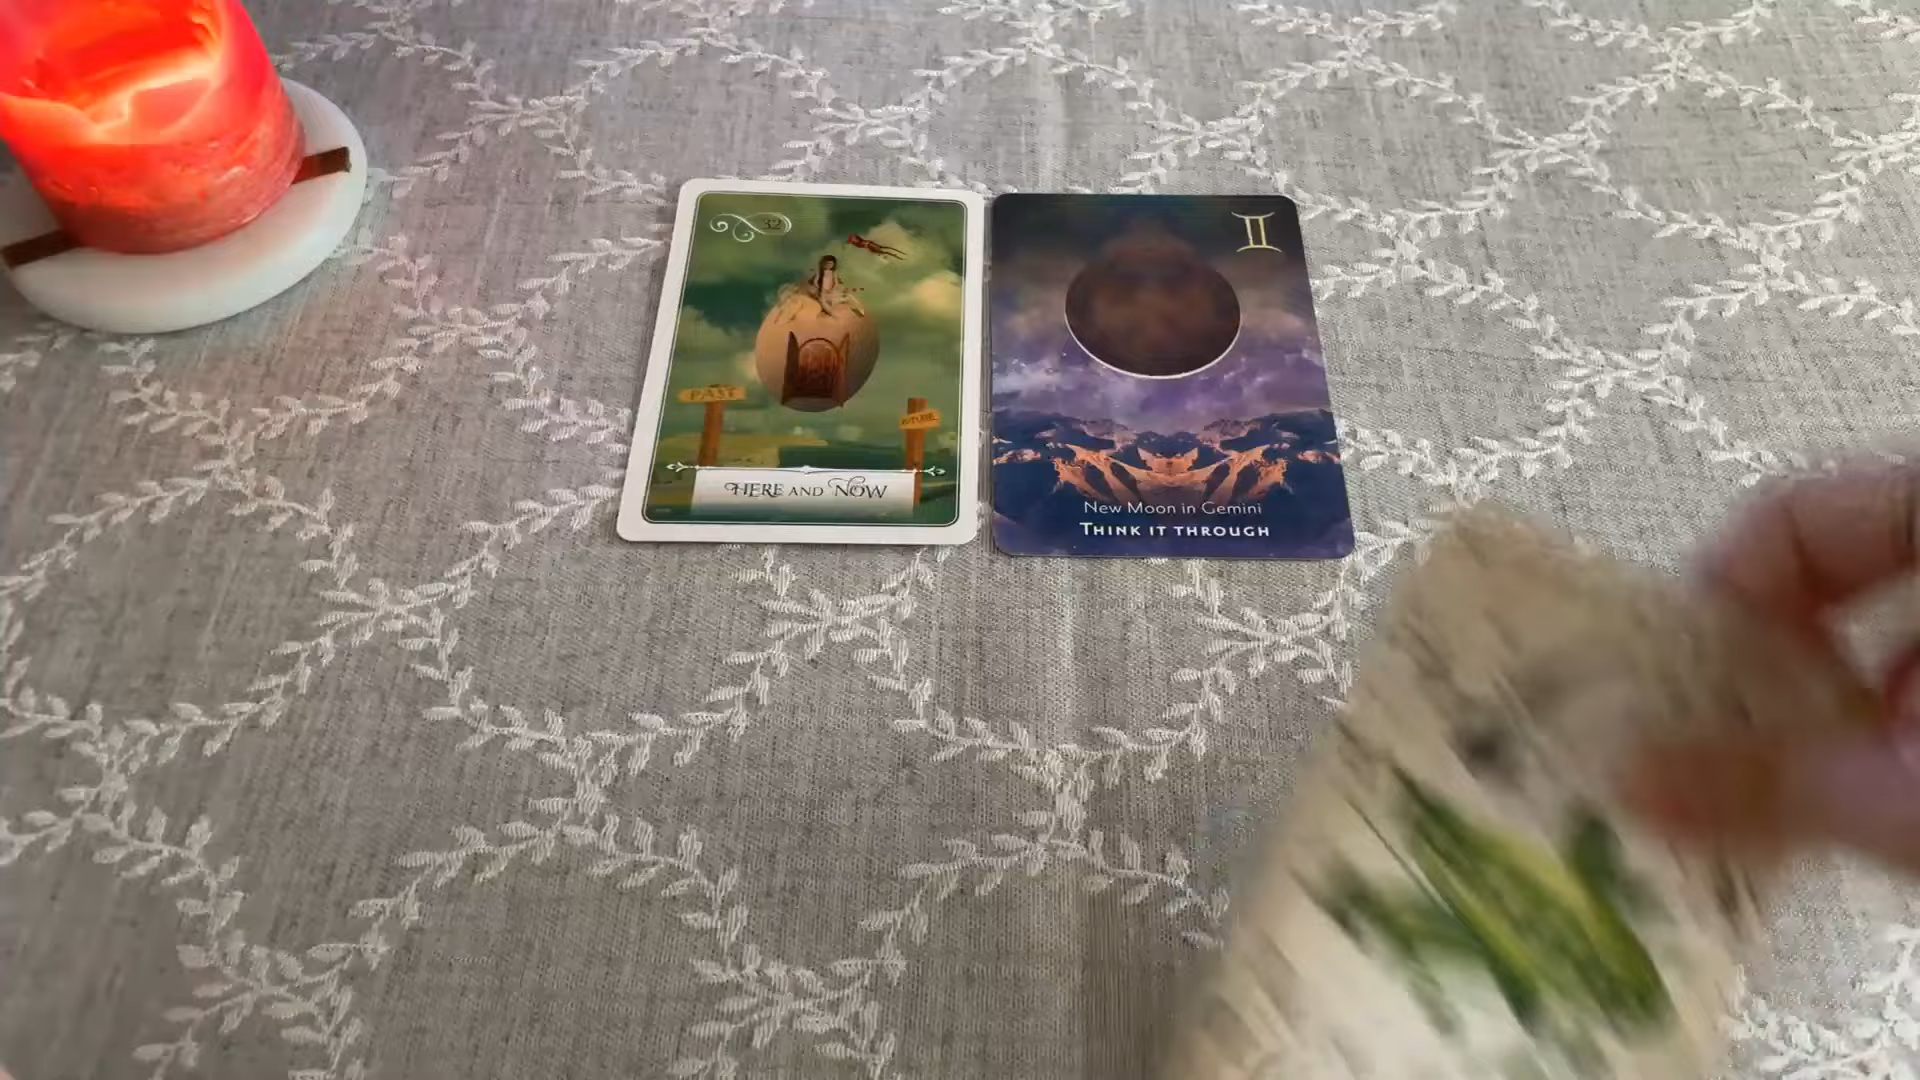 32
PAST
FUTURE
HERE AND NOW
New Moon in Gemini
THINK IT THROUGH